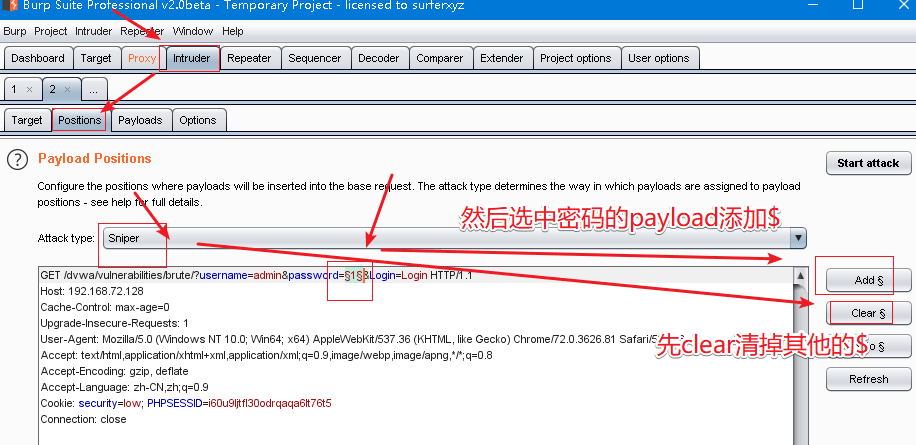 Burp Suite Professional v2.0beta - Temporary Project - licensed to surferxyz
Burp Project Intruder Repeater Window Help
Dashboard Target Proxy Intruder Repeater Sequencer Decoder Comparer Extender Project options User options
1 × 2 × ...
Target Positions Payloads Options
? Payload Positions
Start attack
Configure the positions where payloads will be inserted into the base request. The attack type determines the way in which payloads are assigned to payload
positions - see help for full details.
然后选中密码的payload添加$
Attack type: Sniper
GET /dvwa/vulnerabilities/brute/?username=admin&password=§1§&Login=Login HTTP/1.1
Add §
Host: 192.168.72.128
Cache-Control: max-age=0
Clear §
Upgrade-Insecure-Requests: 1
User-Agent: Mozilla/5.0 (Windows NT 10.0; Win64; x64) AppleWebKit/537.36 (KHTML, like Gecko) Chrome/72.0.3626.81 Safari/5
先clear清掉其他的$
§
Accept: text/html,application/xhtml+xml,application/xml;q=0.9,image/webp,image/apng,*/*;q=0.8
Accept-Encoding: gzip, deflate
Refresh
Accept-Language: zh-CN,zh;q=0.9
Cookie: security=low; PHPSESSID=i60u9ljtfl30odrqaqa6lt76t5
Connection: close